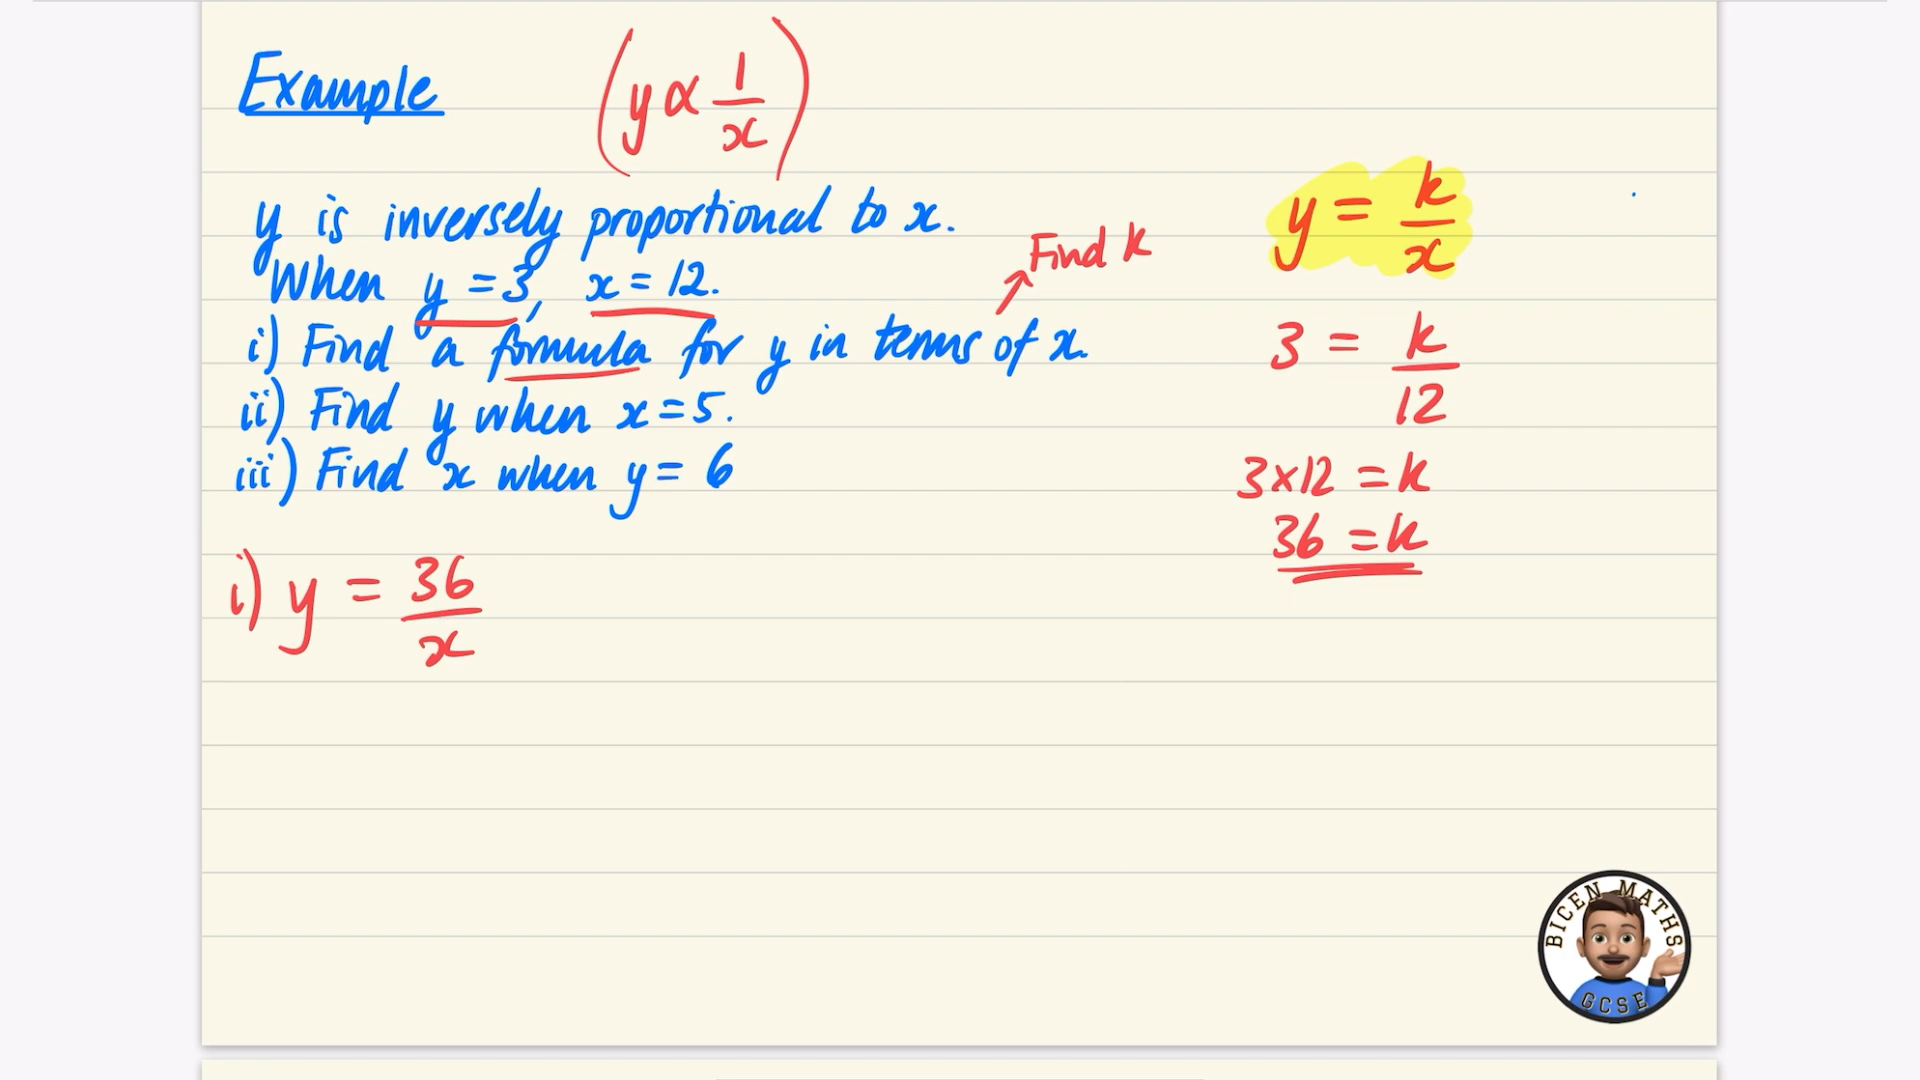 Example (y ∝ 1/x)
y is inversely proportional to x.
When y = 3, x = 12.
i) Find a formula for y in terms of x.
Find k
ii) Find y when x = 5.
iii) Find x when y = 6
i) y = 36/x
y = k/x
3 = k/12
3×12 = k
36 = k
BICEN MATHS
GCSE